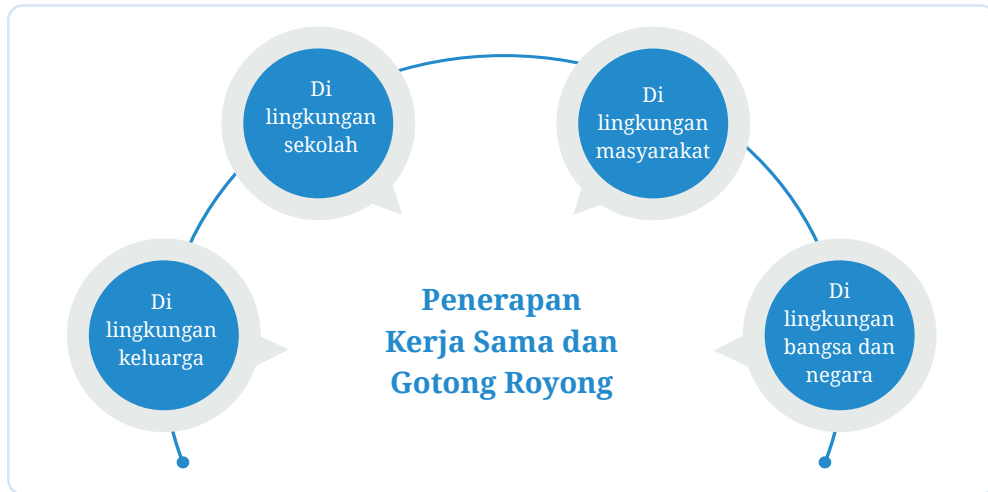 Di
lingkungan
sekolah
Di
lingkungan
masyarakat
Di
lingkungan
keluarga
Penerapan
Kerja Sama dan
Gotong Royong
Di
lingkungan
bangsa dan
negara